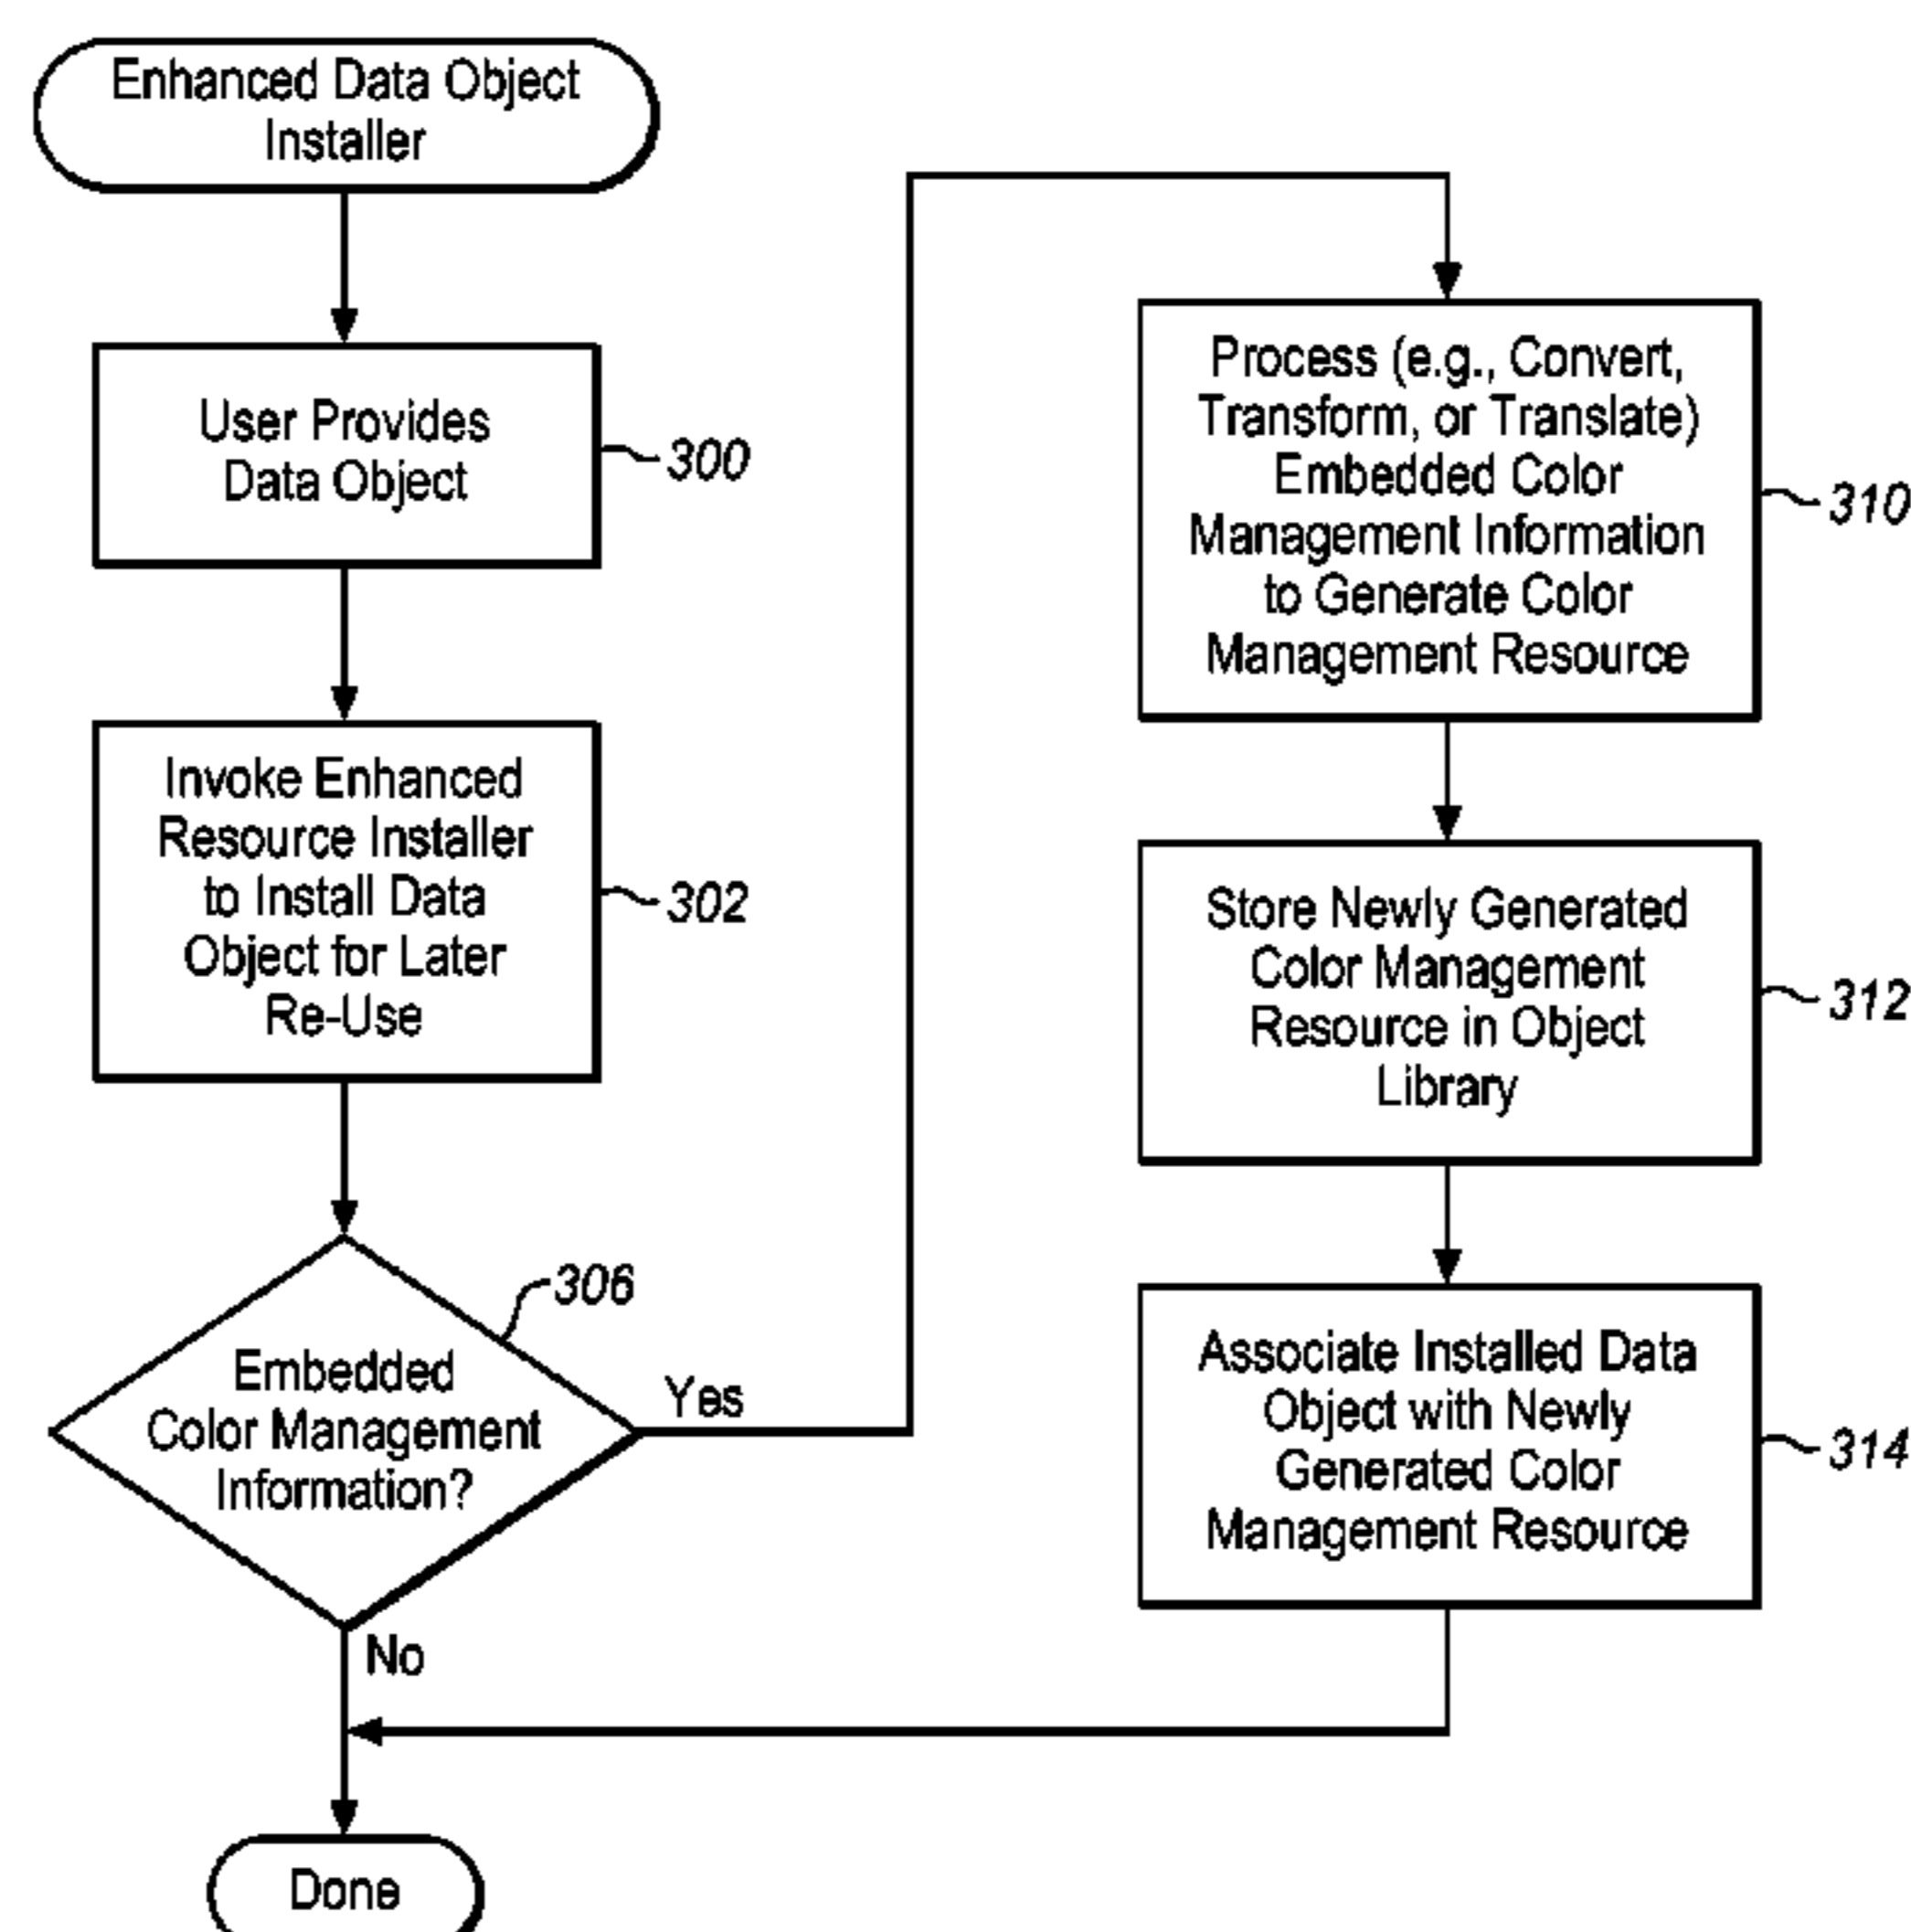 Enhanced Data Object
Installer
User Provides
Data Object
300
Invoke Enhanced
Resource Installer
to Install Data
Object for Later
Re-Use
302
306
Embedded
Color Management
Information?
Yes
No
Done
Process (e.g., Convert,
Transform, or Translate)
Embedded Color
Management Information
to Generate Color
Management Resource
310
Store Newly Generated
Color Management
Resource in Object
Library
312
Associate Installed Data
Object with Newly
Generated Color
Management Resource
314